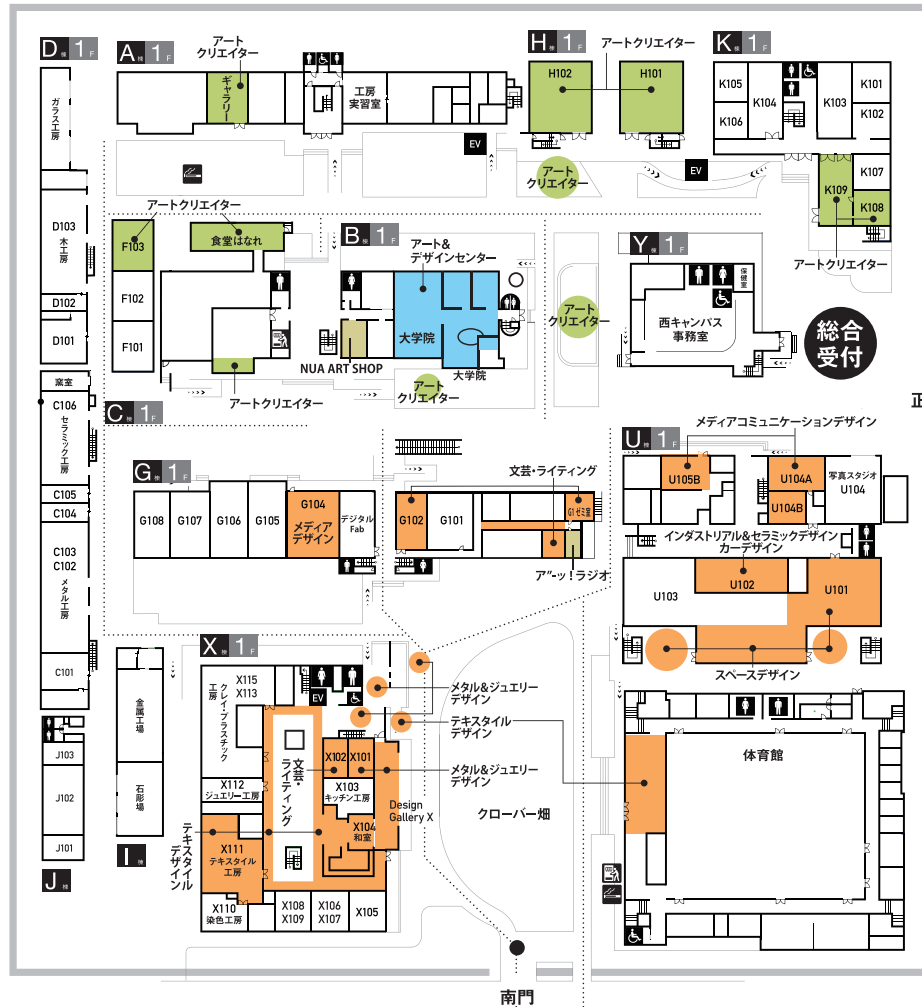 D棟 1F
A棟 1F
アート
クリエイター
H棟 1F
アートクリエイター
K棟 1F
ガラス工房
ギャラリー
工房
実習室
H102
H101
K105
K104
K103
K101
K106
K102
EV
アート
クリエイター
EV
K107
K109
K108
アートクリエイター
D103
木工房
D102
D101
アートクリエイター
F103
食堂はなれ
F102
F101
アートクリエイター
B棟 1F
アート&
デザインセンター
大学院
大学院
NUA ART SHOP
アート
クリエイター
アート
クリエイター
Y棟 1F
保健室
西キャンパス
事務室
総合
受付
正
窯室
C106
セラミック工房
C棟 1F
C105
C104
C103
C102
メタル工房
C101
G棟 1F
G108
G107
G106
G105
G104
メディア
デザイン
デジタル
Fab
文芸・ライティング
G102
G101
G1 ゼミ室
ア"ーッ!ラジオ
U棟 1F
メディアコミュニケーションデザイン
U105B
U104A
U104B
写真スタジオ
U104
インダストリアル&セラミックデザイン
カーデザイン
U103
U102
U101
スペースデザイン
X棟 1F
X115
X113
クレイ・プラスチック
工房
EV
メタル&ジュエリー
デザイン
テキスタイル
デザイン
文芸・
ライティング
X102
X101
メタル&ジュエリー
デザイン
X112
ジュエリー工房
X103
キッチン工房
Design
Gallery X
X104
和室
テキスタイル
デザイン
X111
テキスタイル
工房
X110
染色工房
X108
X109
X106
X107
X105
クローバー畑
体育館
金属工場
石彫場
I棟
J103
J102
J101
J棟
南門